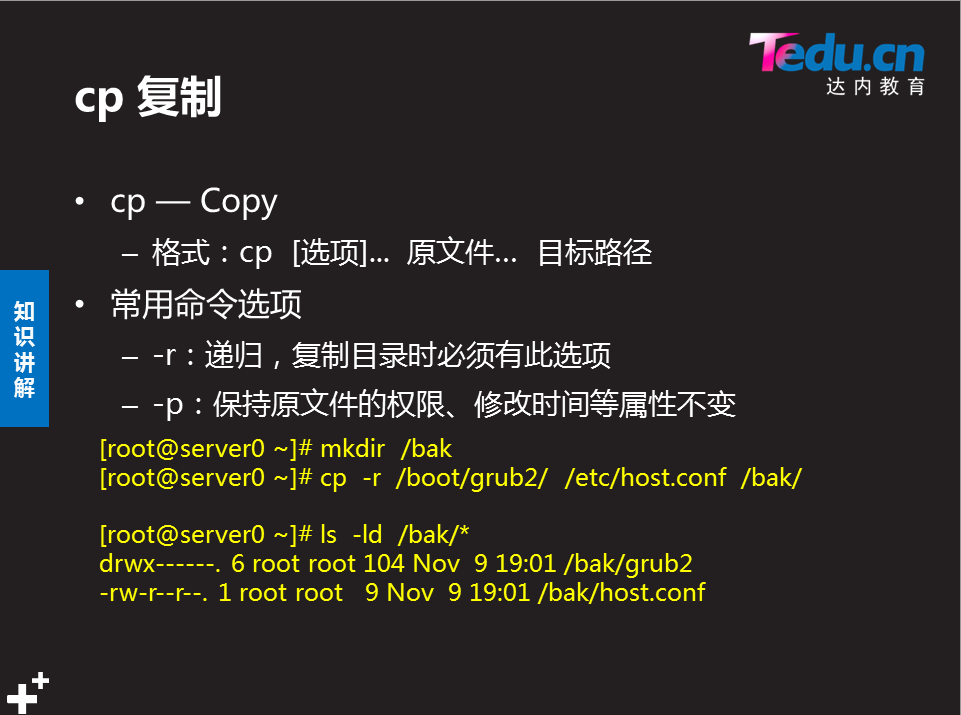 Tedu.cn
达内教育
cp 复制
• cp — Copy
– 格式：cp [选项]... 原文件… 目标路径
• 常用命令选项
– -r：递归，复制目录时必须有此选项
– -p：保持原文件的权限、修改时间等属性不变
知识讲解
[root@server0 ~]# mkdir /bak
[root@server0 ~]# cp -r /boot/grub2/ /etc/host.conf /bak/
[root@server0 ~]# ls -ld /bak/*
drwx------. 6 root root 104 Nov 9 19:01 /bak/grub2
-rw-r--r--. 1 root root 9 Nov 9 19:01 /bak/host.conf